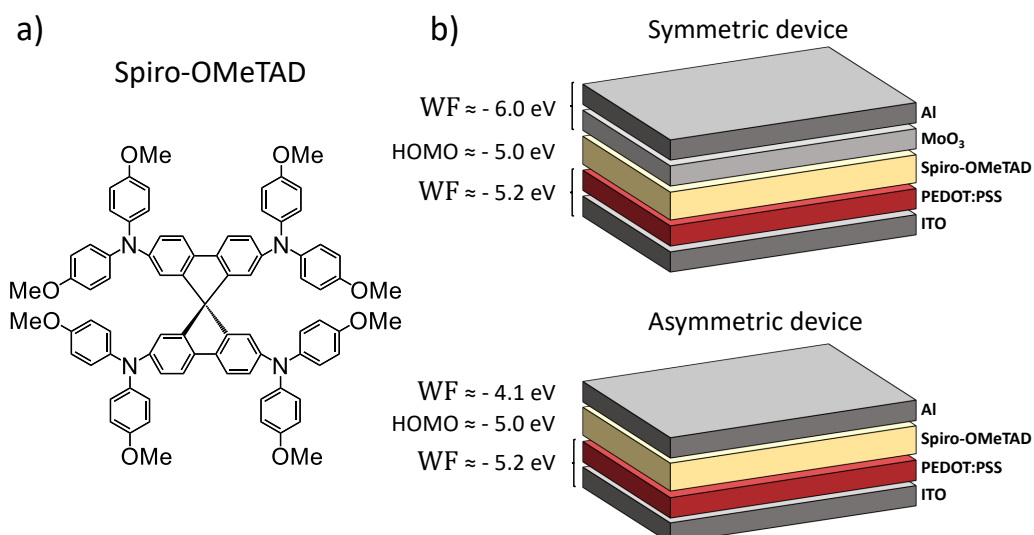 a)
Spiro-OMeTAD
OMe
OMe
N
N
MeO
OMe
MeO
OMe
N
N
OMe
OMe
b)
Symmetric device
WF ≈ - 6.0 eV
HOMO ≈ - 5.0 eV
WF ≈ - 5.2 eV
Al
MoO₃
Spiro-OMeTAD
PEDOT:PSS
ITO
Asymmetric device
WF ≈ - 4.1 eV
HOMO ≈ - 5.0 eV
WF ≈ - 5.2 eV
Al
Spiro-OMeTAD
PEDOT:PSS
ITO